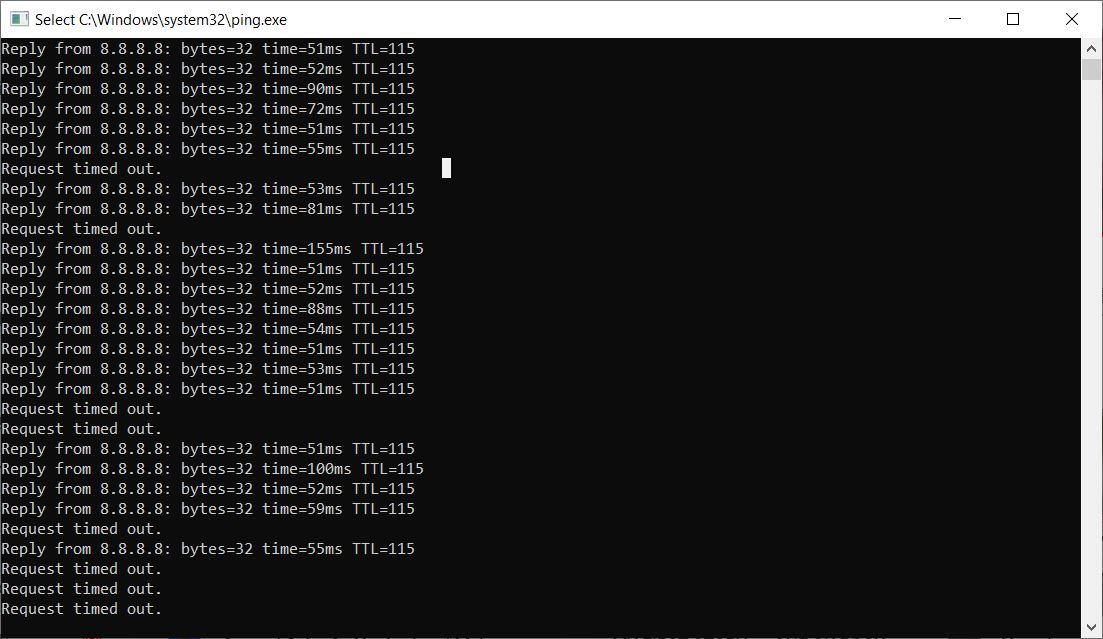 Select C:\Windows\system32\ping.exe
Reply from 8.8.8.8: bytes=32 time=51ms TTL=115
Reply from 8.8.8.8: bytes=32 time=52ms TTL=115
Reply from 8.8.8.8: bytes=32 time=90ms TTL=115
Reply from 8.8.8.8: bytes=32 time=72ms TTL=115
Reply from 8.8.8.8: bytes=32 time=51ms TTL=115
Reply from 8.8.8.8: bytes=32 time=55ms TTL=115
Request timed out.
Reply from 8.8.8.8: bytes=32 time=53ms TTL=115
Reply from 8.8.8.8: bytes=32 time=81ms TTL=115
Request timed out.
Reply from 8.8.8.8: bytes=32 time=155ms TTL=115
Reply from 8.8.8.8: bytes=32 time=51ms TTL=115
Reply from 8.8.8.8: bytes=32 time=52ms TTL=115
Reply from 8.8.8.8: bytes=32 time=88ms TTL=115
Reply from 8.8.8.8: bytes=32 time=54ms TTL=115
Reply from 8.8.8.8: bytes=32 time=51ms TTL=115
Reply from 8.8.8.8: bytes=32 time=53ms TTL=115
Reply from 8.8.8.8: bytes=32 time=51ms TTL=115
Request timed out.
Request timed out.
Reply from 8.8.8.8: bytes=32 time=51ms TTL=115
Reply from 8.8.8.8: bytes=32 time=100ms TTL=115
Reply from 8.8.8.8: bytes=32 time=52ms TTL=115
Reply from 8.8.8.8: bytes=32 time=59ms TTL=115
Request timed out.
Reply from 8.8.8.8: bytes=32 time=55ms TTL=115
Request timed out.
Request timed out.
Request timed out.